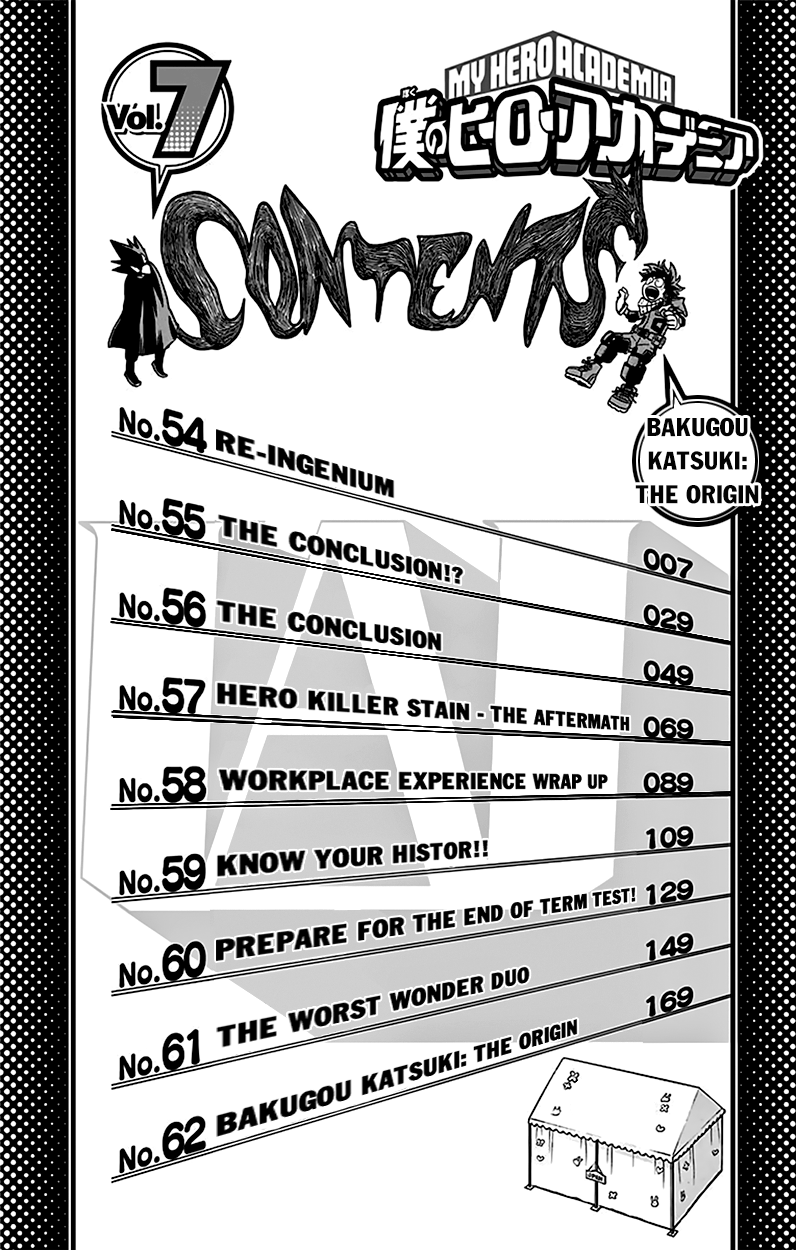 Vol. 7
MY HERO ACADEMIA
ぼく
僕のヒーローアカデミア
CONTENTS
BAKUGOU
KATSUKI:
THE ORIGIN
No.54 RE-INGENIUM 007
No.55 THE CONCLUSION!? 029
No.56 THE CONCLUSION 049
No.57 HERO KILLER STAIN - THE AFTERMATH 069
No.58 WORKPLACE EXPERIENCE WRAP UP 089
No.59 KNOW YOUR HISTOR!! 109
No.60 PREPARE FOR THE END OF TERM TEST! 129
No.61 THE WORST WONDER DUO 149
No.62 BAKUGOU KATSUKI: THE ORIGIN 169
OPEN